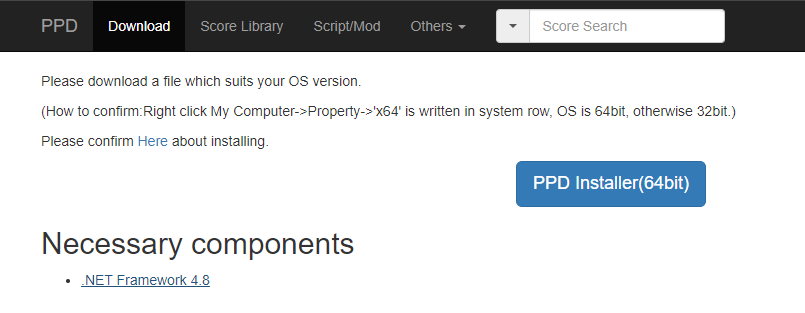 PPD Download Score Library Script/Mod Others Score Search
Please download a file which suits your OS version.
(How to confirm:Right click My Computer->Property->'x64' is written in system row, OS is 64bit, otherwise 32bit.)
Please confirm Here about installing.
PPD Installer(64bit)
Necessary components
.NET Framework 4.8